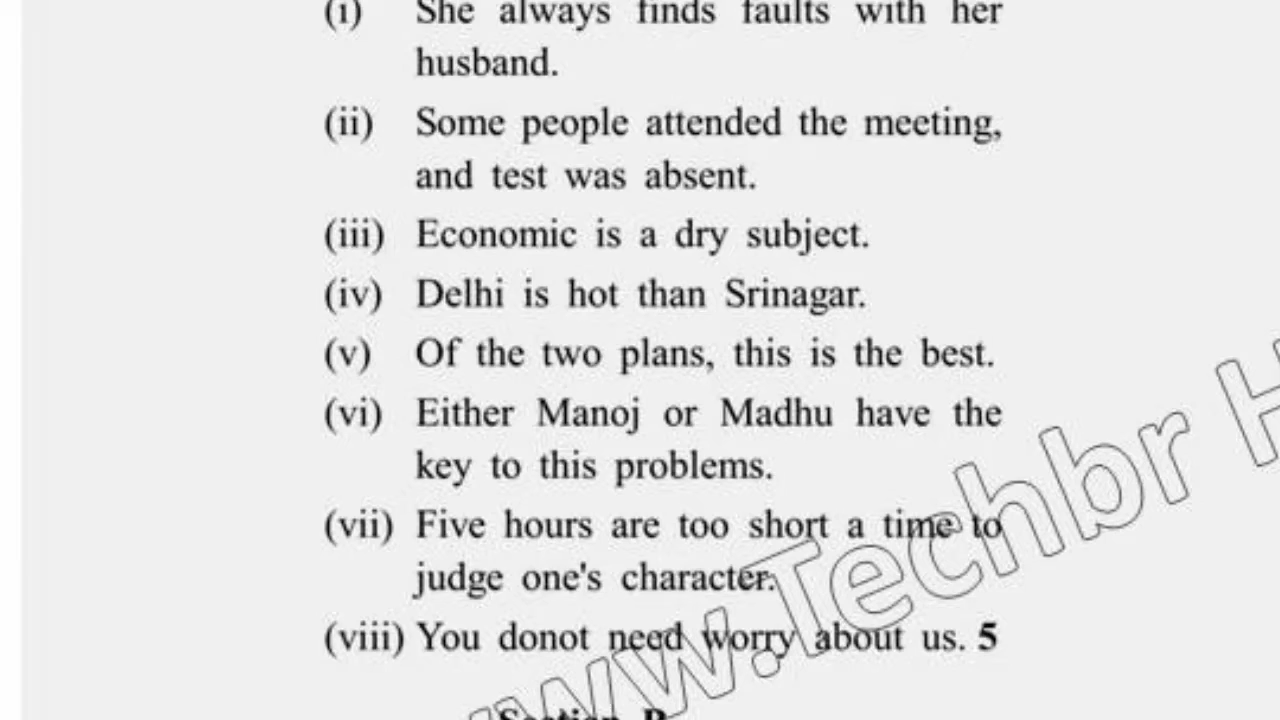 (i) She always finds faults with her
husband.
(ii) Some people attended the meeting,
and test was absent.
(iii) Economic is a dry subject.
(iv) Delhi is hot than Srinagar.
(v) Of the two plans, this is the best.
(vi) Either Manoj or Madhu have the
key to this problems.
(vii) Five hours are too short a time to
judge one's character.
(viii) You donot need worry about us. 5
www.Techbr H
Section B